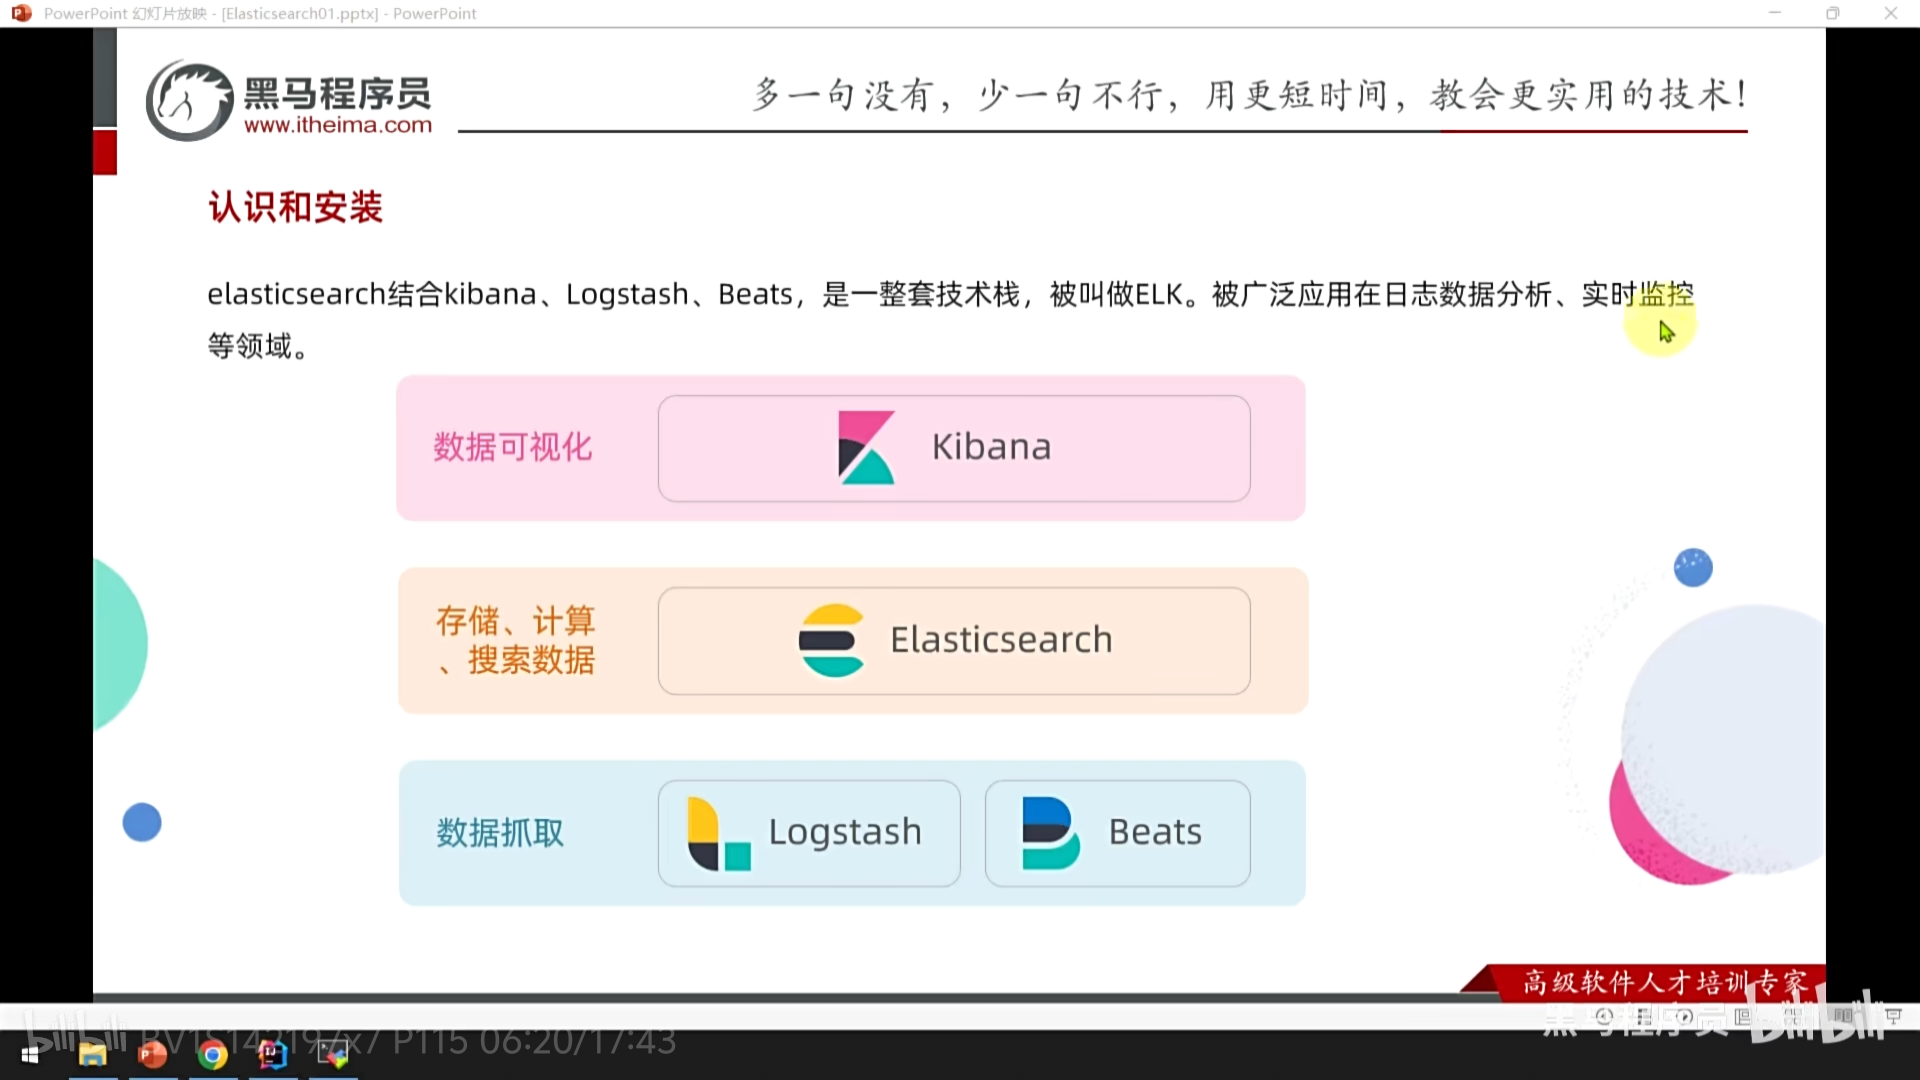 PowerPoint 幻灯片放映 - [Elasticsearch01.pptx] - PowerPoint
黑马程序员
www.itheima.com
多一句没有，少一句不行，用更短时间，教会更实用的技术！
认识和安装
elasticsearch结合kibana、Logstash、Beats，是一整套技术栈，被叫做ELK。被广泛应用在日志数据分析、实时监控
等领域。
数据可视化
Kibana
存储、计算
、搜索数据
Elasticsearch
数据抓取
Logstash
Beats
高级软件人才培训专家
黑马程序员 bilibili
bilibili P115 06:20/17:43